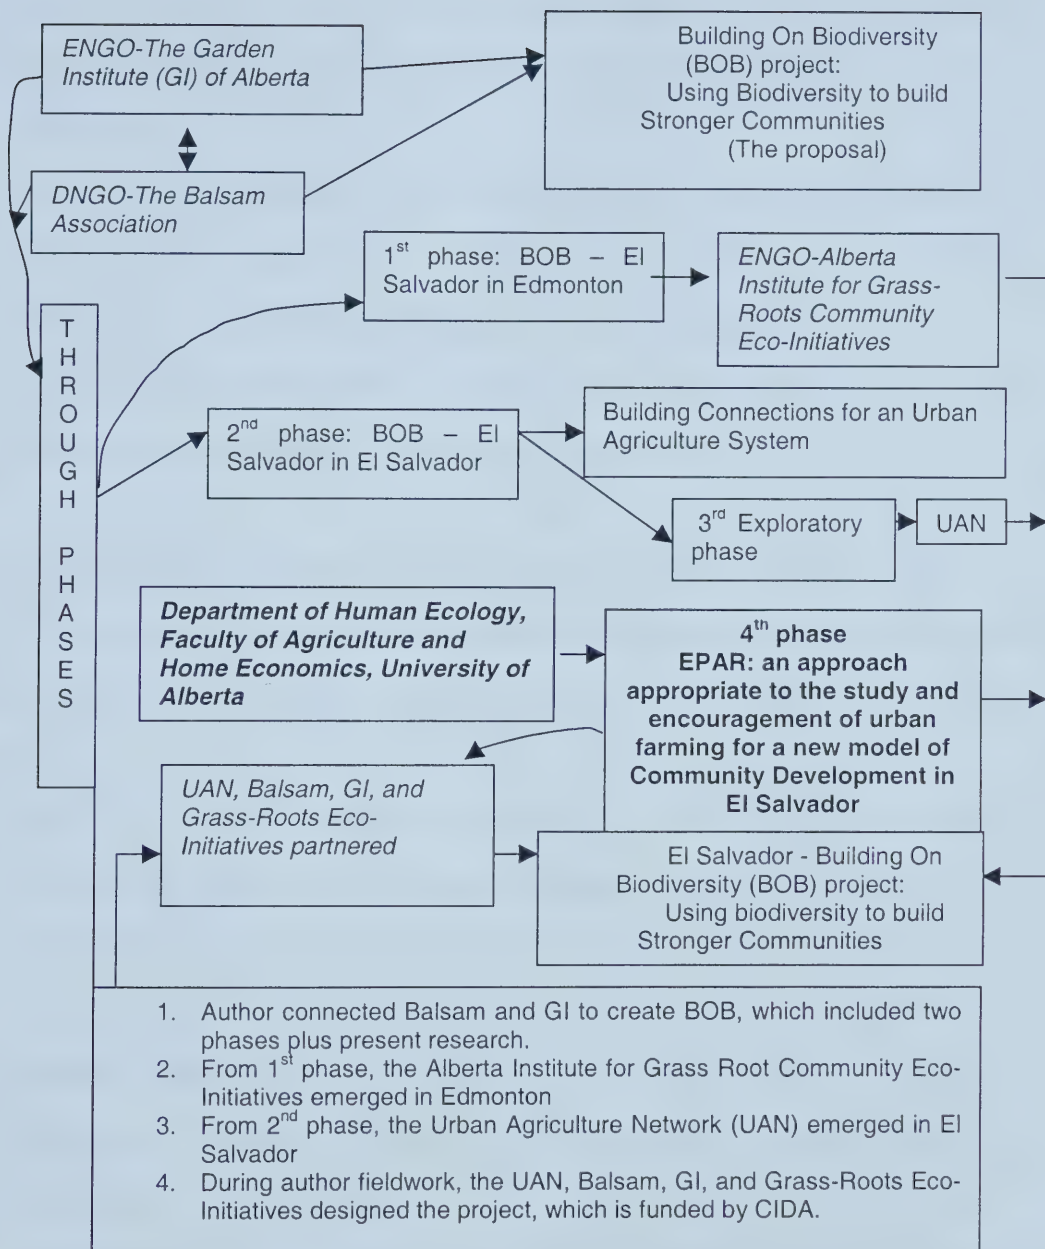 ENGO-The Garden
Institute (GI) of Alberta
Building On Biodiversity
(BOB) project:
Using Biodiversity to build
Stronger Communities
(The proposal)
DNGO-The Balsam
Association
1st phase: BOB – El
Salvador in Edmonton
ENGO-Alberta
Institute for Grass-
Roots Community
Eco-Initiatives
THROUGH PHASES
2nd phase: BOB – El
Salvador in El Salvador
Building Connections for an Urban
Agriculture System
3rd Exploratory
phase
UAN
Department of Human Ecology,
Faculty of Agriculture and
Home Economics, University of
Alberta
4th phase
EPAR: an approach
appropriate to the study and
encouragement of urban
farming for a new model of
Community Development in
El Salvador
UAN, Balsam, GI, and
Grass-Roots Eco-
Initiatives partnered
El Salvador - Building On
Biodiversity (BOB) project:
Using biodiversity to build
Stronger Communities
1. Author connected Balsam and GI to create BOB, which included two
phases plus present research.
2. From 1st phase, the Alberta Institute for Grass Root Community Eco-
Initiatives emerged in Edmonton
3. From 2nd phase, the Urban Agriculture Network (UAN) emerged in El
Salvador
4. During author fieldwork, the UAN, Balsam, GI, and Grass-Roots Eco-
Initiatives designed the project, which is funded by CIDA.